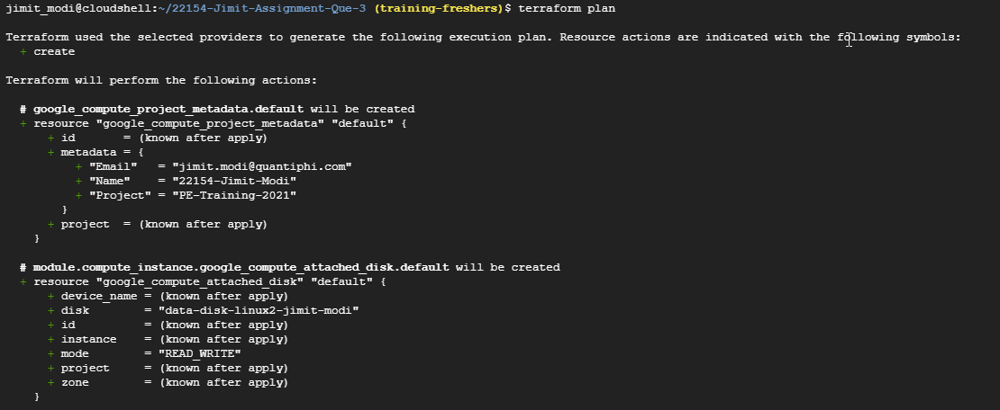 jimit_modi@cloudshell:~/22154-Jimit-Assignment-Que-3 (training-freshers)$ terraform plan
Terraform used the selected providers to generate the following execution plan. Resource actions are indicated with the following symbols:
+ create
Terraform will perform the following actions:
# google_compute_project_metadata.default will be created
+ resource "google_compute_project_metadata" "default" {
+ id       = (known after apply)
+ metadata = {
+ "Email"   = "jimit.modi@quantiphi.com"
+ "Name"    = "22154-Jimit-Modi"
+ "Project" = "PE-Training-2021"
}
+ project  = (known after apply)
}
# module.compute_instance.google_compute_attached_disk.default will be created
+ resource "google_compute_attached_disk" "default" {
+ device_name = (known after apply)
+ disk        = "data-disk-linux2-jimit-modi"
+ id          = (known after apply)
+ instance    = (known after apply)
+ mode        = "READ_WRITE"
+ project     = (known after apply)
+ zone        = (known after apply)
}